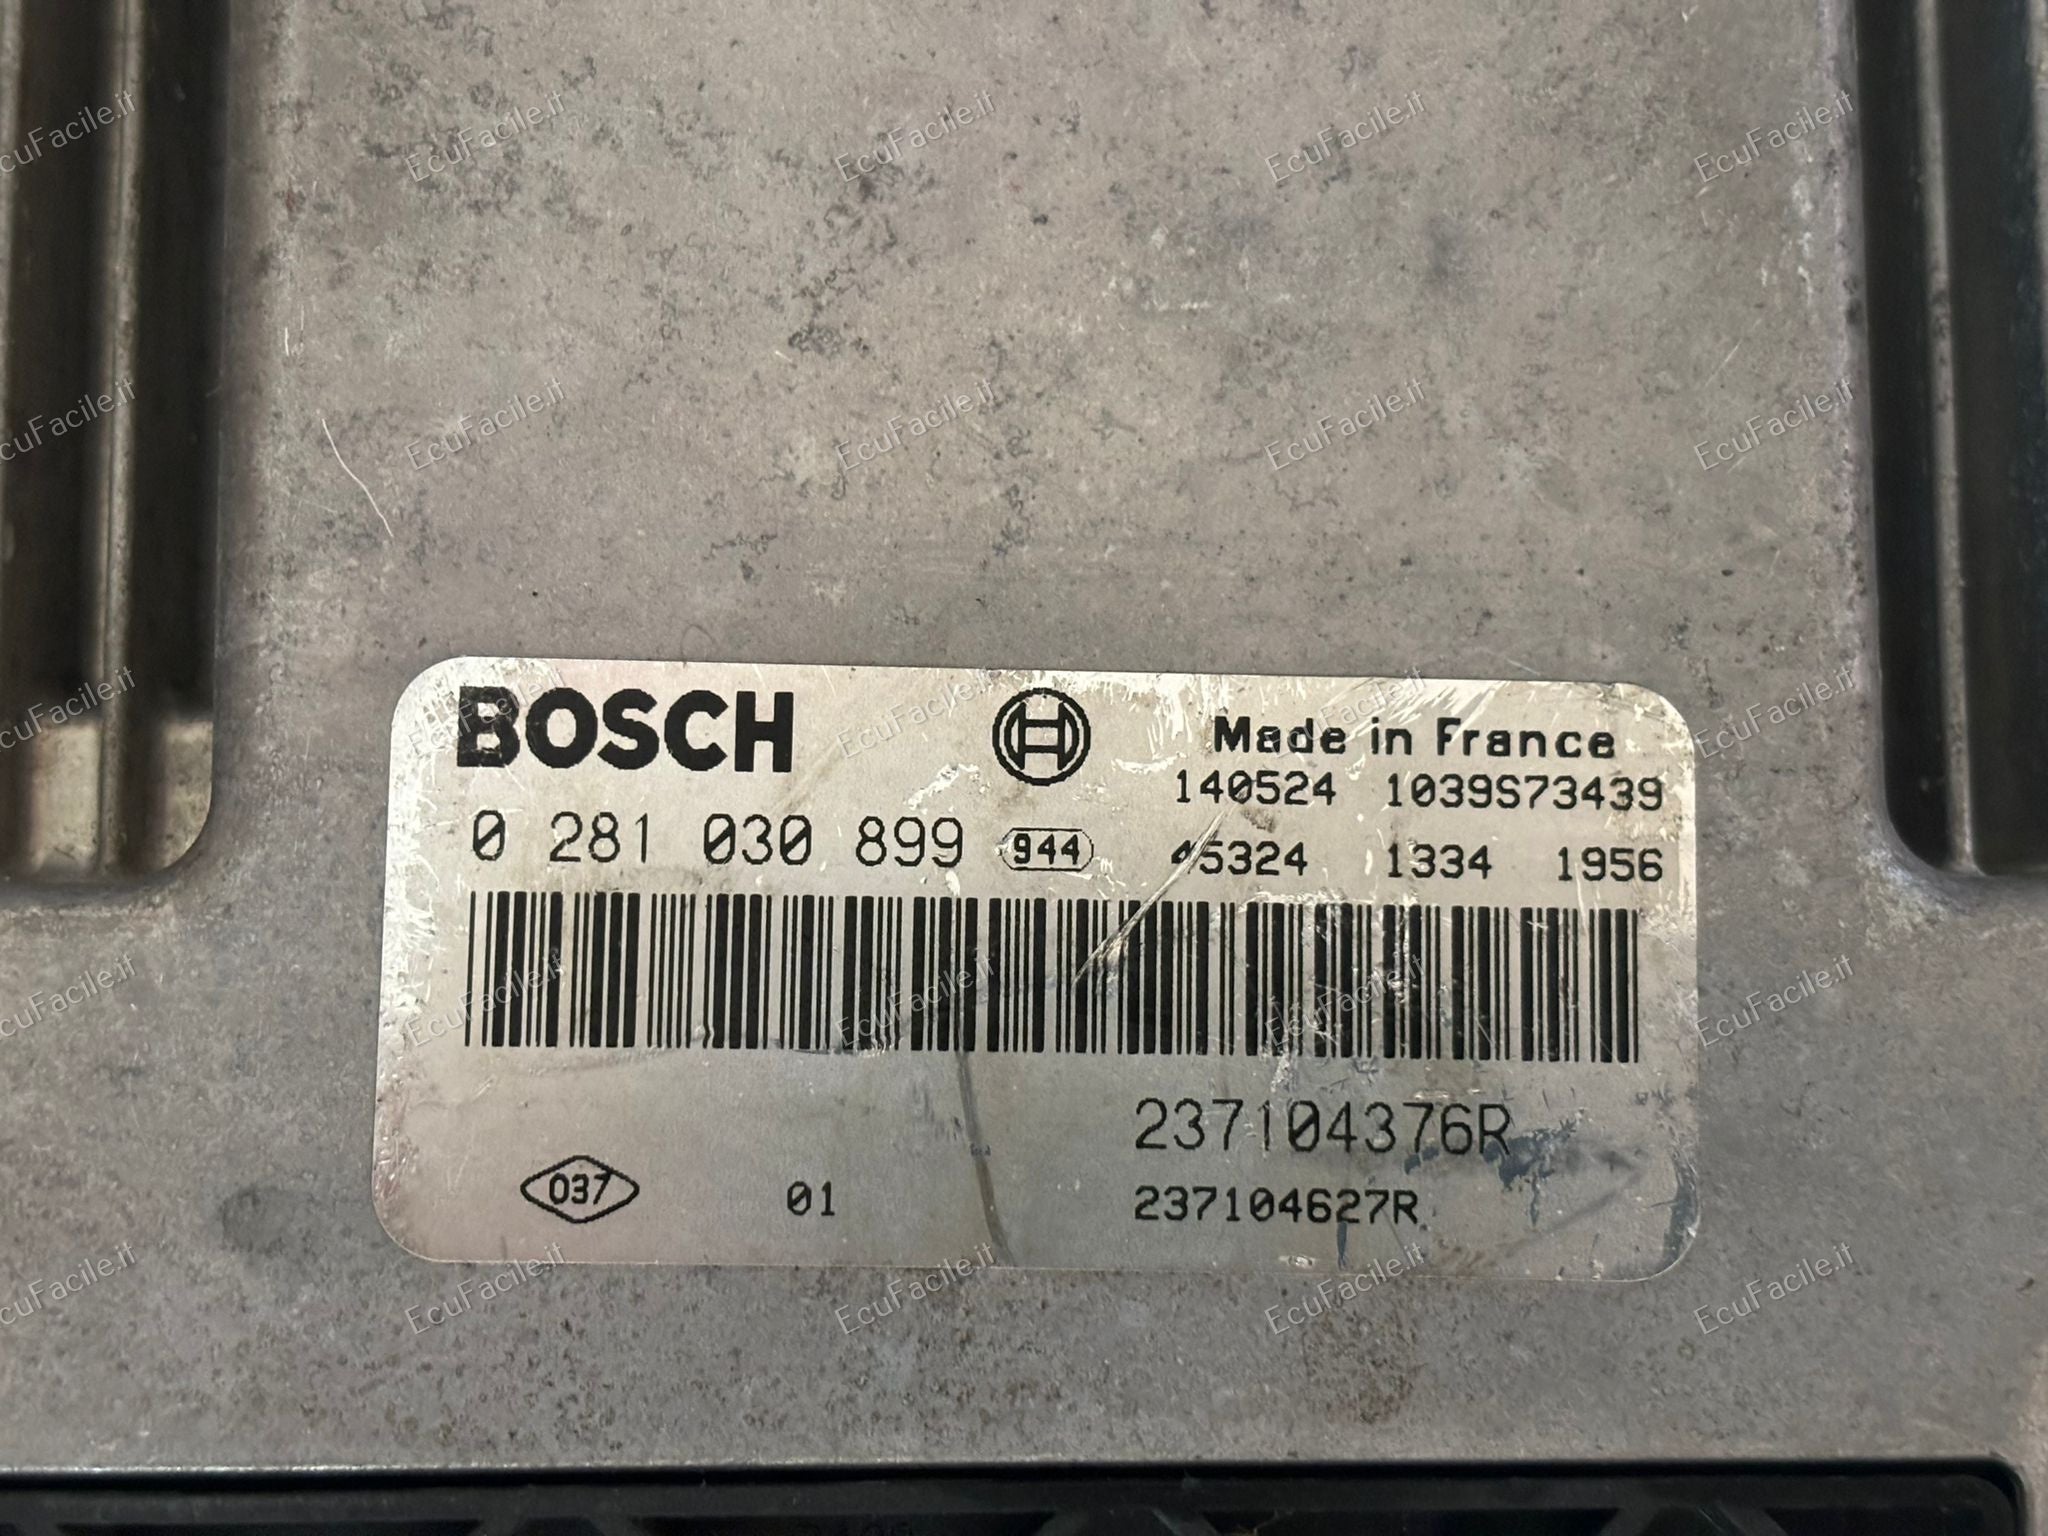 BOSCH
Made in France
140524 1039S73439
0 281 030 899 944 45324 1334 1956
237104376R
037 01 237104627R
EcuFacile.it